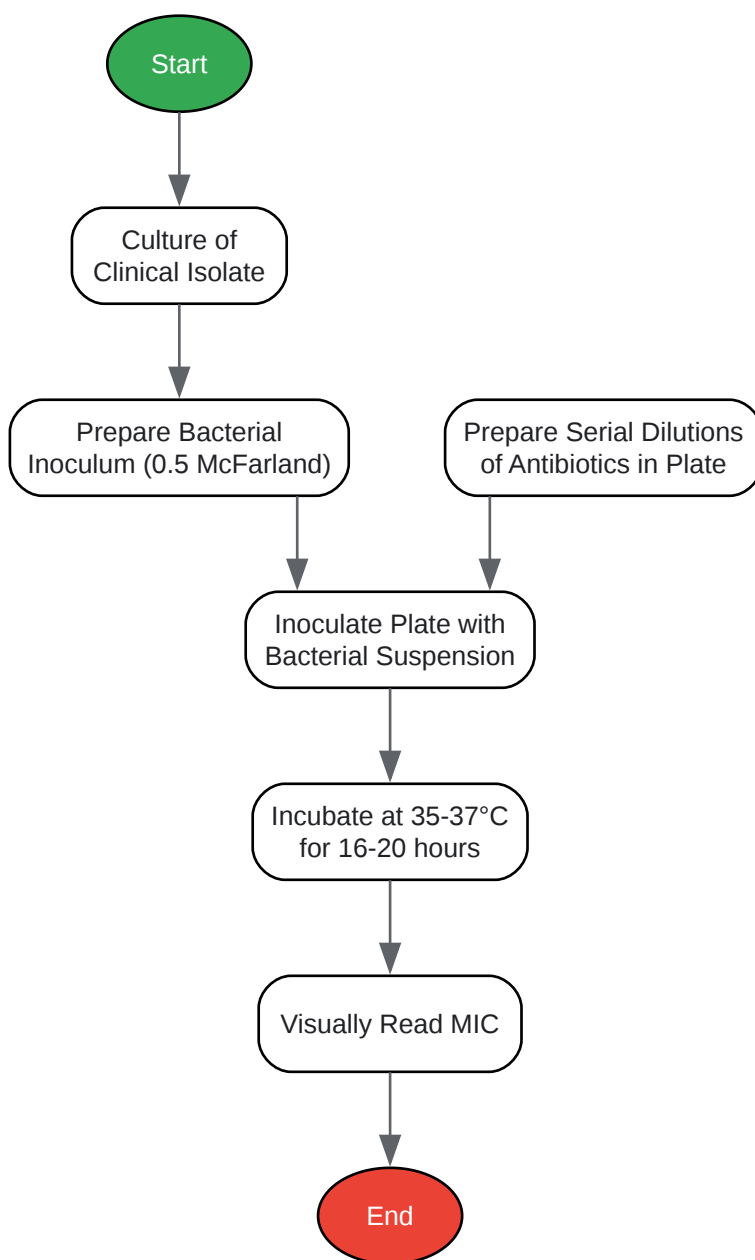 Start
Culture of
Clinical Isolate
Prepare Bacterial
Inoculum (0.5 McFarland)
Prepare Serial Dilutions
of Antibiotics in Plate
Inoculate Plate with
Bacterial Suspension
Incubate at 35-37°C
for 16-20 hours
Visually Read MIC
End